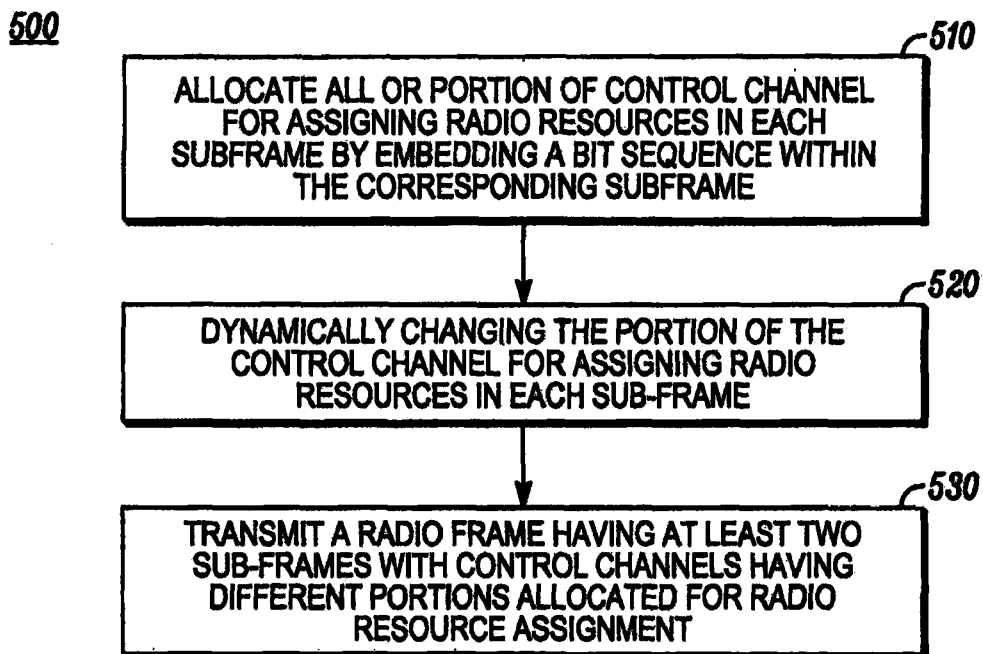 500
510
ALLOCATE ALL OR PORTION OF CONTROL CHANNEL
FOR ASSIGNING RADIO RESOURCES IN EACH
SUBFRAME BY EMBEDDING A BIT SEQUENCE WITHIN
THE CORRESPONDING SUBFRAME
520
DYNAMICALLY CHANGING THE PORTION OF THE
CONTROL CHANNEL FOR ASSIGNING RADIO
RESOURCES IN EACH SUB-FRAME
530
TRANSMIT A RADIO FRAME HAVING AT LEAST TWO
SUB-FRAMES WITH CONTROL CHANNELS HAVING
DIFFERENT PORTIONS ALLOCATED FOR RADIO
RESOURCE ASSIGNMENT